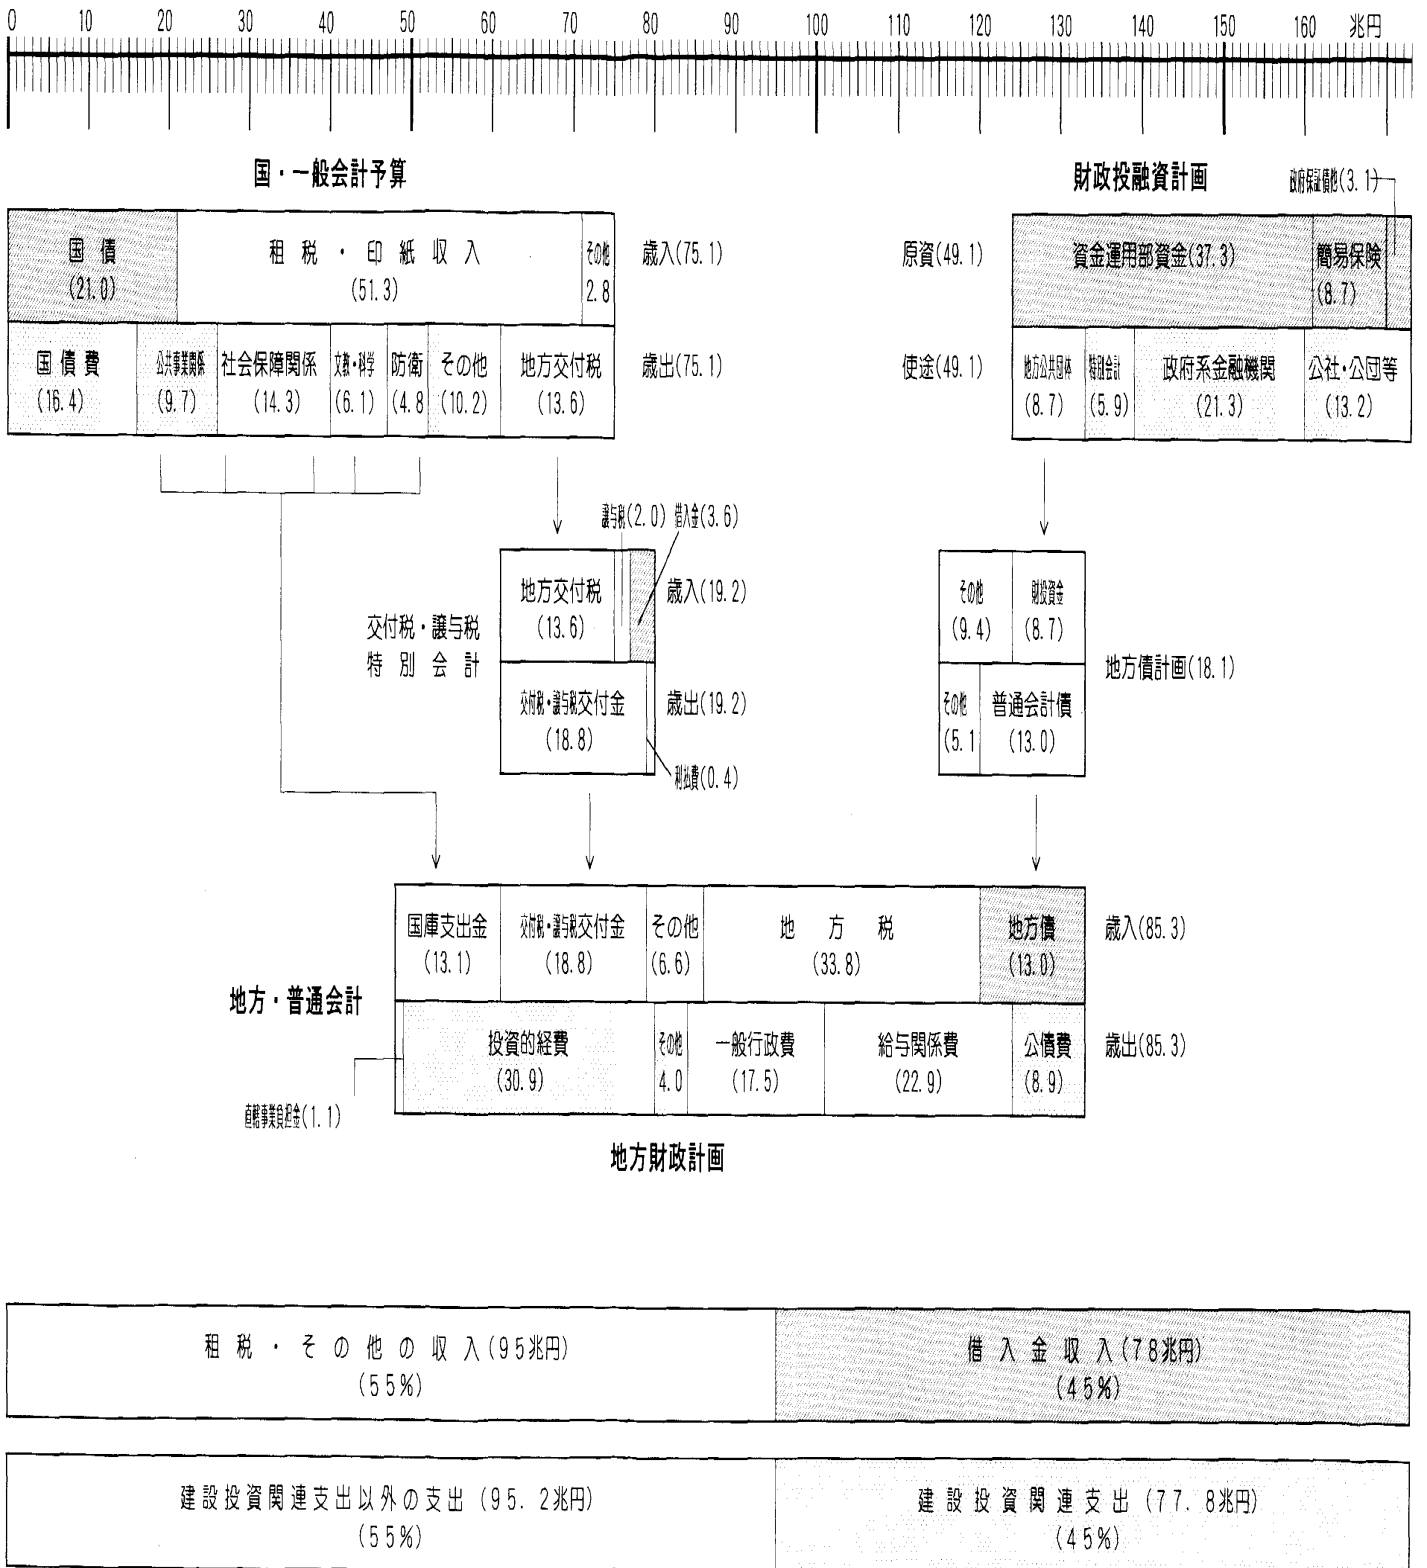 0 10 20 30 40 50 60 70 80 90 100 110 120 130 140 150 160 兆円
国・一般会計予算
財政投融資計画
政府保証債他(3.1)
国債
(21.0)
租税・印紙収入
(51.3)
その他
2.8
歳入(75.1)
原資(49.1)
資金運用部資金(37.3)
簡易保険
(8.7)
国債費
(16.4)
公共事業関係
(9.7)
社会保障関係
(14.3)
文教・科学
(6.1)
防衛
(4.8
その他
(10.2)
地方交付税
(13.6)
歳出(75.1)
使途(49.1)
地方公共団体
(8.7)
特別会計
(5.9)
政府系金融機関
(21.3)
公社・公団等
(13.2)
譲与税(2.0) 借入金(3.6)
交付税・譲与税
特別会計
地方交付税
(13.6)
歳入(19.2)
交付税・譲与税交付金
(18.8)
歳出(19.2)
利払費(0.4)
その他
(9.4)
財投資金
(8.7)
地方債計画(18.1)
その他
(5.1
普通会計債
(13.0)
地方・普通会計
国庫支出金
(13.1)
交付税・譲与税交付金
(18.8)
その他
(6.6)
地方税
(33.8)
地方債
(13.0)
歳入(85.3)
投資的経費
(30.9)
その他
4.0
一般行政費
(17.5)
給与関係費
(22.9)
公債費
(8.9)
歳出(85.3)
直轄事業負担金(1.1)
地方財政計画
租税・その他の収入(95兆円)
(55%)
借入金収入(78兆円)
(45%)
建設投資関連支出以外の支出(95.2兆円)
(55%)
建設投資関連支出(77.8兆円)
(45%)